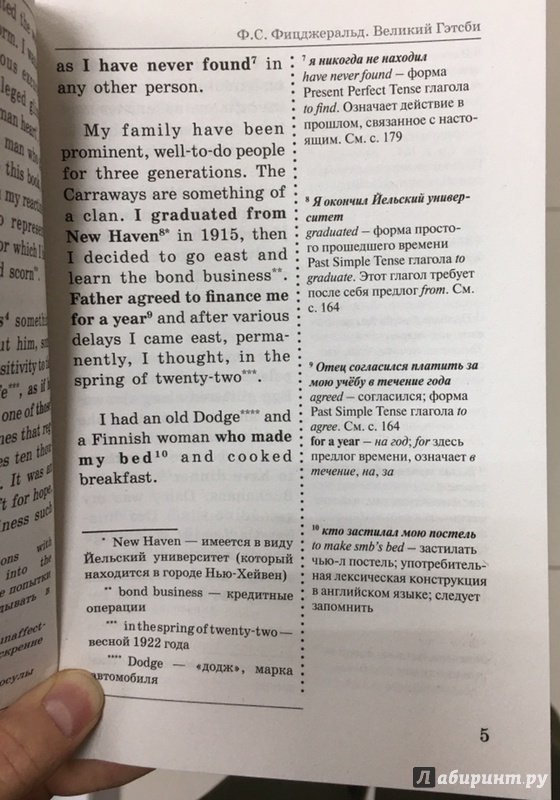 Ф.С. Фицджеральд. Великий Гэтсби
as I have never found⁷ in
any other person.
My family have been
prominent, well-to-do people
for three generations. The
Carraways are something of
a clan. I graduated from
New Haven⁸* in 1915, then
I decided to go east and
learn the bond business**.
Father agreed to finance me
for a year⁹ and after various
delays I came east, perma-
nently, I thought, in the
spring of twenty-two***.
I had an old Dodge**** and
a Finnish woman who made
my bed¹⁰ and cooked
breakfast.
* New Haven — имеется в виду
Йельский университет (который
находится в городе Нью-Хейвен)
** bond business — кредитные
операции
*** in the spring of twenty-two —
весной 1922 года
**** Dodge — «додж», марка
автомобиля
⁷ я никогда не находил
have never found — форма
Present Perfect Tense глагола
to find. Означает действие в
прошлом, связанное с насто-
ящим. См. с. 179
⁸ Я окончил Йельский универ-
ситет
graduated — форма просто-
го прошедшего времени
Past Simple Tense глагола to
graduate. Этот глагол требует
после себя предлог from. См.
с. 164
⁹ Отец согласился платить за
мою учёбу в течение года
agreed — согласился; форма
Past Simple Tense глагола to
agree. См. с. 164
for a year — на год; for здесь
предлог времени, означает в
течение, на, за
¹⁰ кто застилал мою постель
to make smb's bed — застилать
чью-л постель; употребитель-
ная лексическая конструкция
в английском языке; следует
запомнить
5
Лабиринт.ру